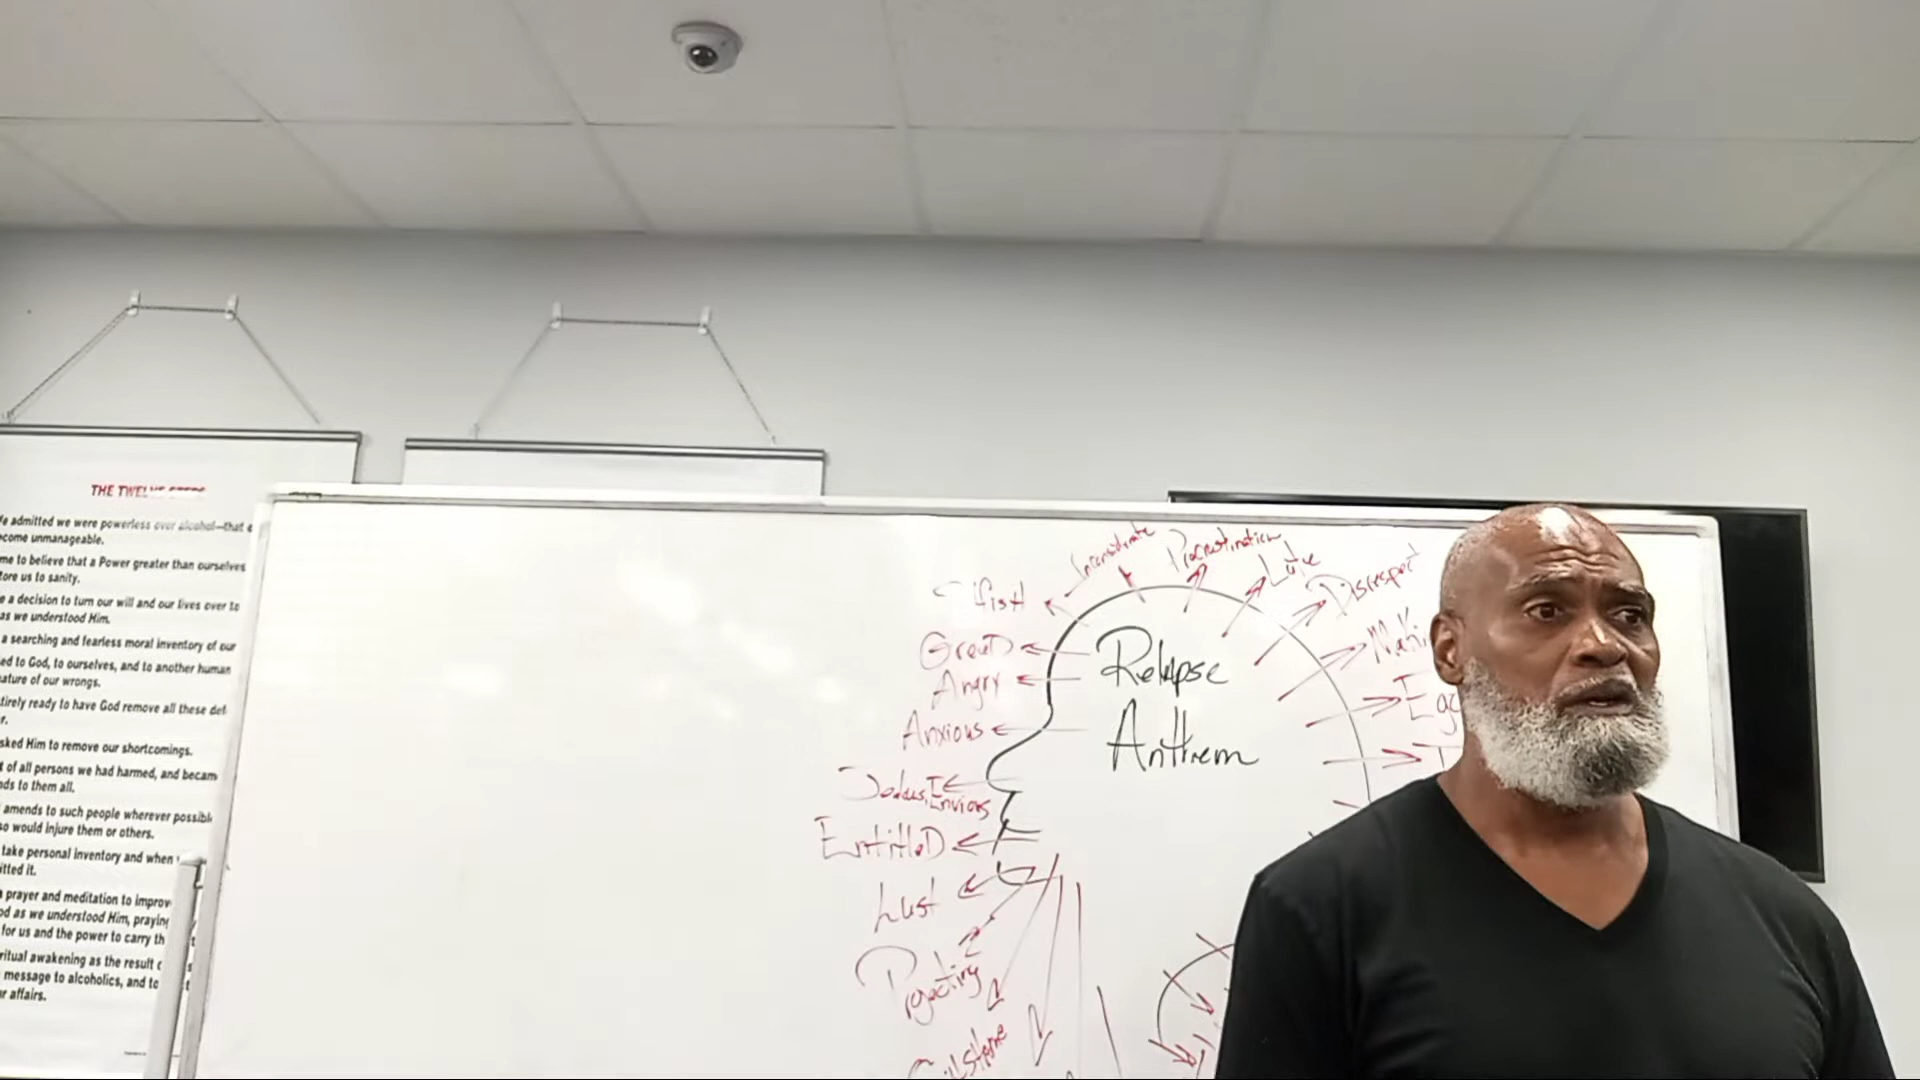 THE TWELVE STEPS
We admitted we were powerless over alcohol—that
come unmanageable.
me to believe that a Power greater than ourselves
tore us to sanity.
e a decision to turn our will and our lives over to
as we understood Him.
a searching and fearless moral inventory of our
ed to God, to ourselves, and to another human
nature of our wrongs.
tirely ready to have God remove all these def
r.
sked Him to remove our shortcomings.
t of all persons we had harmed, and becam
nds to them all.
amends to such people wherever possibl
so would injure them or others.
take personal inventory and when
itted it.
prayer and meditation to improv
od as we understood Him, praying
for us and the power to carry th
ritual awakening as the result
message to alcoholics, and to
r affairs.
Inconsiderate
Procrastination
Late
Disrespect
GreeD
Angry
Anxious
Envious
EntitleD
Lust
Projecting
Relapse
Anthem